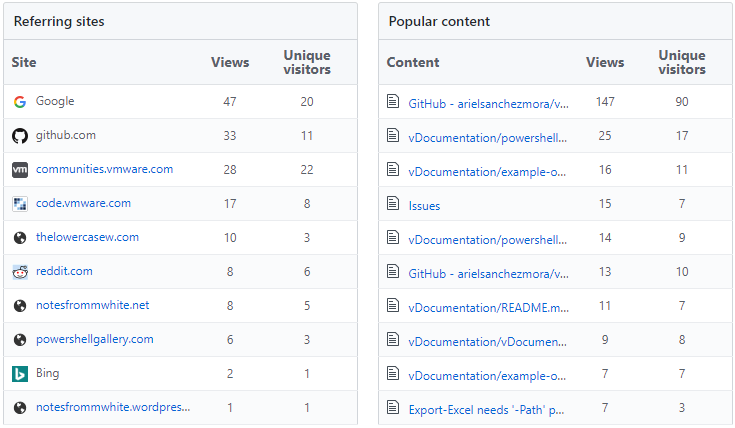 Referring sites
Site Views Unique visitors
Google 47 20
github.com 33 11
communities.vmware.com 28 22
code.vmware.com 17 8
thelowercasew.com 10 3
reddit.com 8 6
notesfrommwhite.net 8 5
powershellgallery.com 6 3
Bing 2 1
notesfrommwhite.wordpres... 1 1
Popular content
Content Views Unique visitors
GitHub - arielsanchezmora/v... 147 90
vDocumentation/powershell... 25 17
vDocumentation/example-o... 16 11
Issues 15 7
vDocumentation/powershell... 14 9
GitHub - arielsanchezmora/v... 13 10
vDocumentation/README.m... 11 7
vDocumentation/vDocumen... 9 8
vDocumentation/example-o... 7 7
Export-Excel needs '-Path' p... 7 3